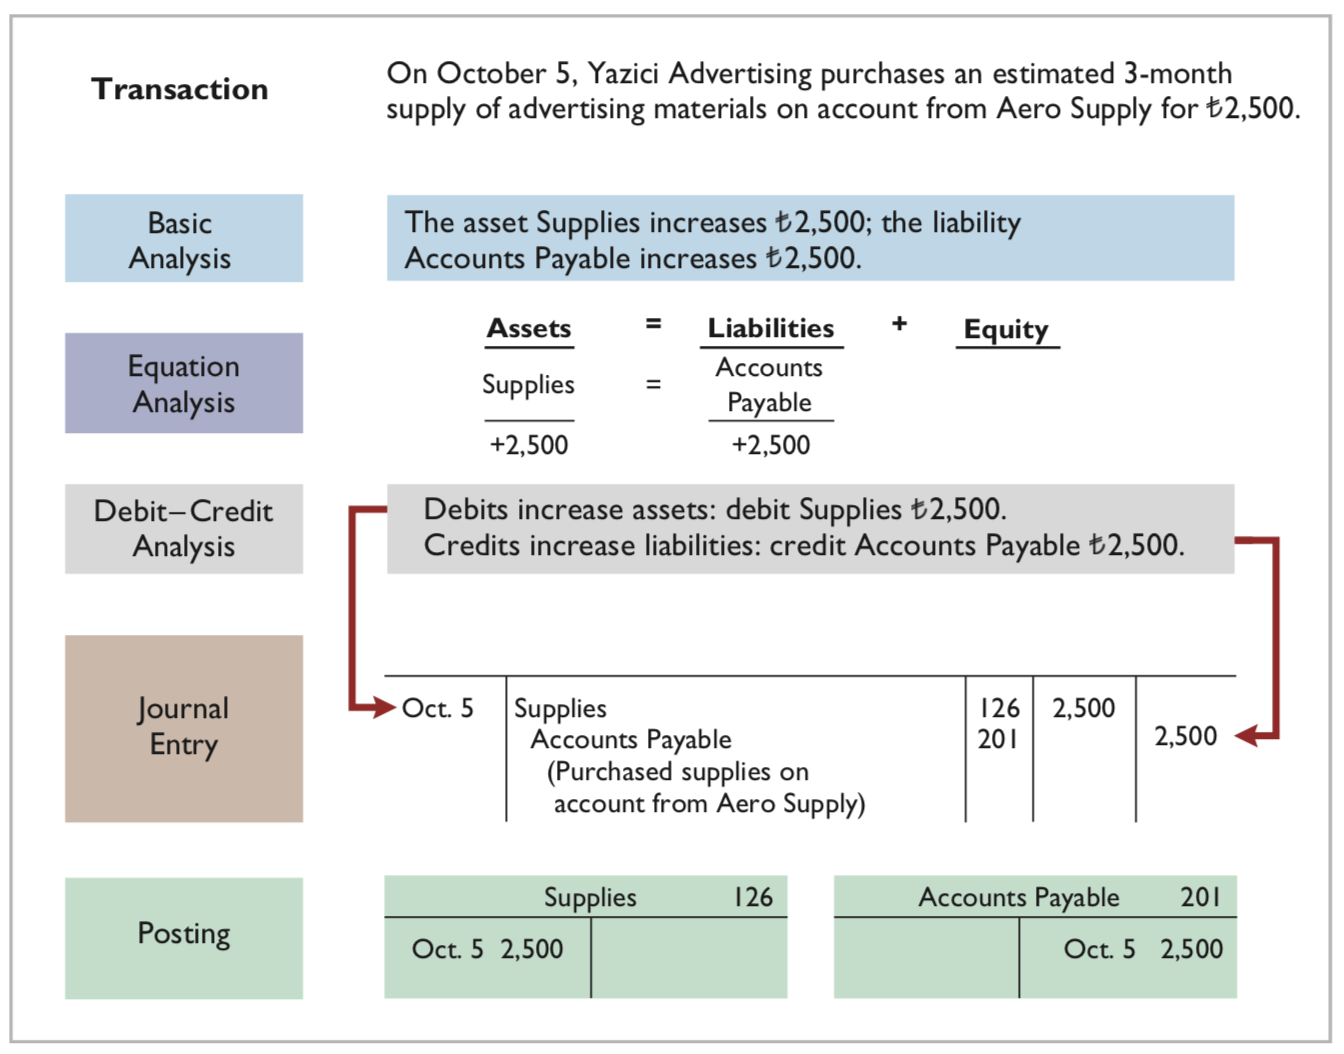 Transaction
On October 5, Yazici Advertising purchases an estimated 3-month
supply of advertising materials on account from Aero Supply for ₺2,500.
Basic
Analysis
The asset Supplies increases ₺2,500; the liability
Accounts Payable increases ₺2,500.
Equation
Analysis
Assets = Liabilities + Equity
Supplies = Accounts
Payable
+2,500 +2,500
Debit–Credit
Analysis
Debits increase assets: debit Supplies ₺2,500.
Credits increase liabilities: credit Accounts Payable ₺2,500.
Journal
Entry
Oct. 5 Supplies 126 2,500
Accounts Payable 201 2,500
(Purchased supplies on
account from Aero Supply)
Posting
Supplies 126
Oct. 5 2,500
Accounts Payable 201
Oct. 5 2,500